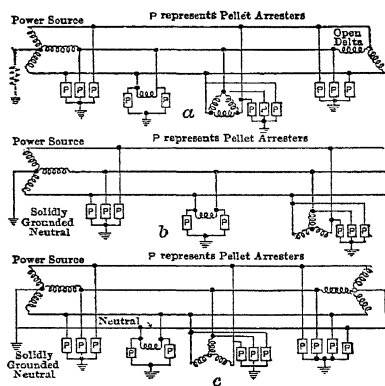 P represents Pellet Arresters
Power Source
Open
Delta
P P P
P P
P P P
P P P
a
Power Source
P represents Pellet Arresters
Solidly
Grounded
Neutral
P P P
P P
P P P
b
Power Source
P represents Pellet Arresters
Neutral
Solidly
Grounded
Neutral
P P P
P P
P P P P
P P P P
c